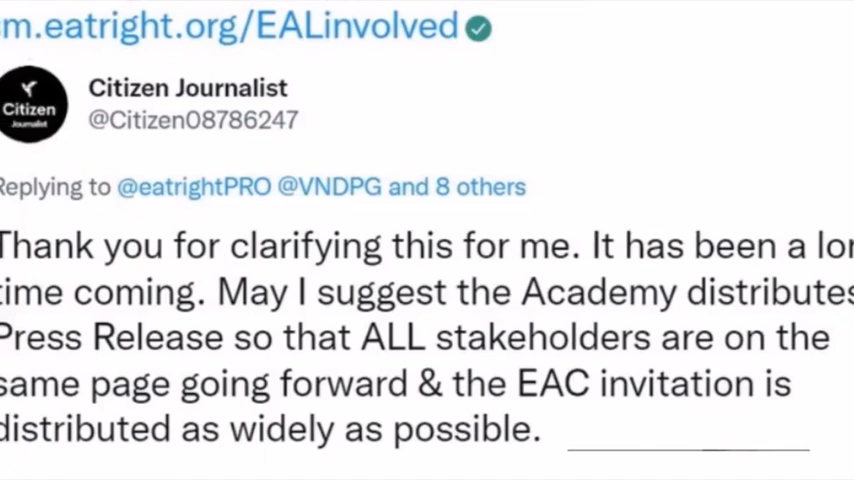 m.eatright.org/EALinvolved
Citizen Journalist
@Citizen08786247
Citizen
Journalist
Replying to @eatrightPRO @VNDPG and 8 others
Thank you for clarifying this for me. It has been a
time coming. May I suggest the Academy distributes
Press Release so that ALL stakeholders are on the
same page going forward & the EAC invitation is
distributed as widely as possible.